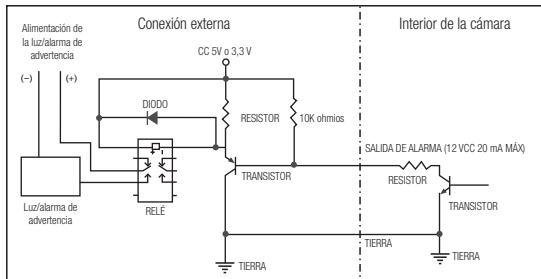 Conexión externa
Interior de la cámara
Alimentación de
la luz/alarma de
advertencia
CC 5V o 3,3 V
(−)
(+)
DIODO
RESISTOR
10K ohmios
SALIDA DE ALARMA (12 VCC 20 mA MÁX)
RESISTOR
TRANSISTOR
TRANSISTOR
Luz/alarma de
advertencia
RELÉ
TIERRA
TIERRA
TIERRA